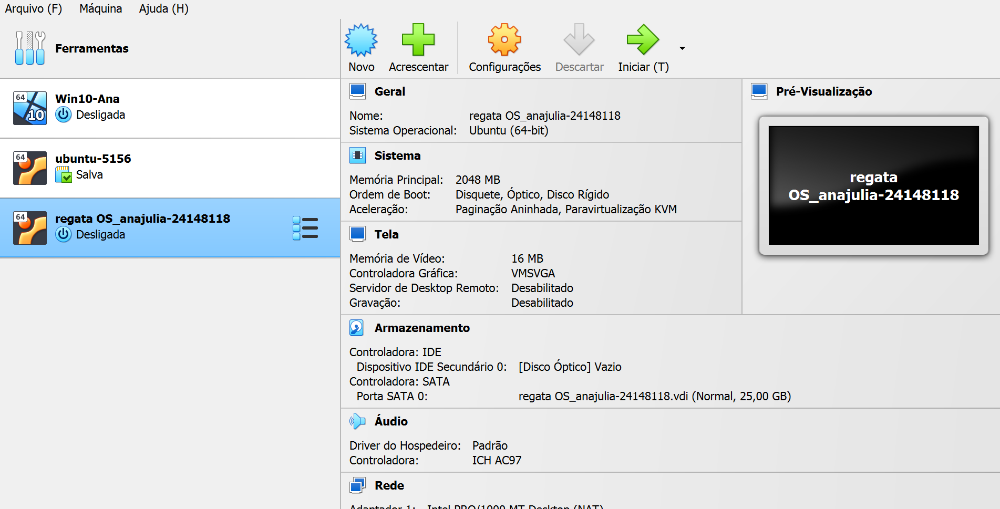 Arquivo (F) Máquina Ajuda (H)
Ferramentas
Novo Acrescentar Configurações Descartar Iniciar (T)
64
10
Win10-Ana
Desligada
64
ubuntu-5156
Salva
64
regata OS_anajulia-24148118
Desligada
Geral
Nome: regata OS_anajulia-24148118
Sistema Operacional: Ubuntu (64-bit)
Sistema
Memória Principal: 2048 MB
Ordem de Boot: Disquete, Óptico, Disco Rígido
Aceleração: Paginação Aninhada, Paravirtualização KVM
Tela
Memória de Vídeo: 16 MB
Controladora Gráfica: VMSVGA
Servidor de Desktop Remoto: Desabilitado
Gravação: Desabilitado
Pré-Visualização
regata
OS_anajulia-24148118
Armazenamento
Controladora: IDE
Dispositivo IDE Secundário 0: [Disco Óptico] Vazio
Controladora: SATA
Porta SATA 0: regata OS_anajulia-24148118.vdi (Normal, 25,00 GB)
Áudio
Driver do Hospedeiro: Padrão
Controladora: ICH AC97
Rede
Adaptador 1: Intel PRO/1000 MT Desktop (NAT)